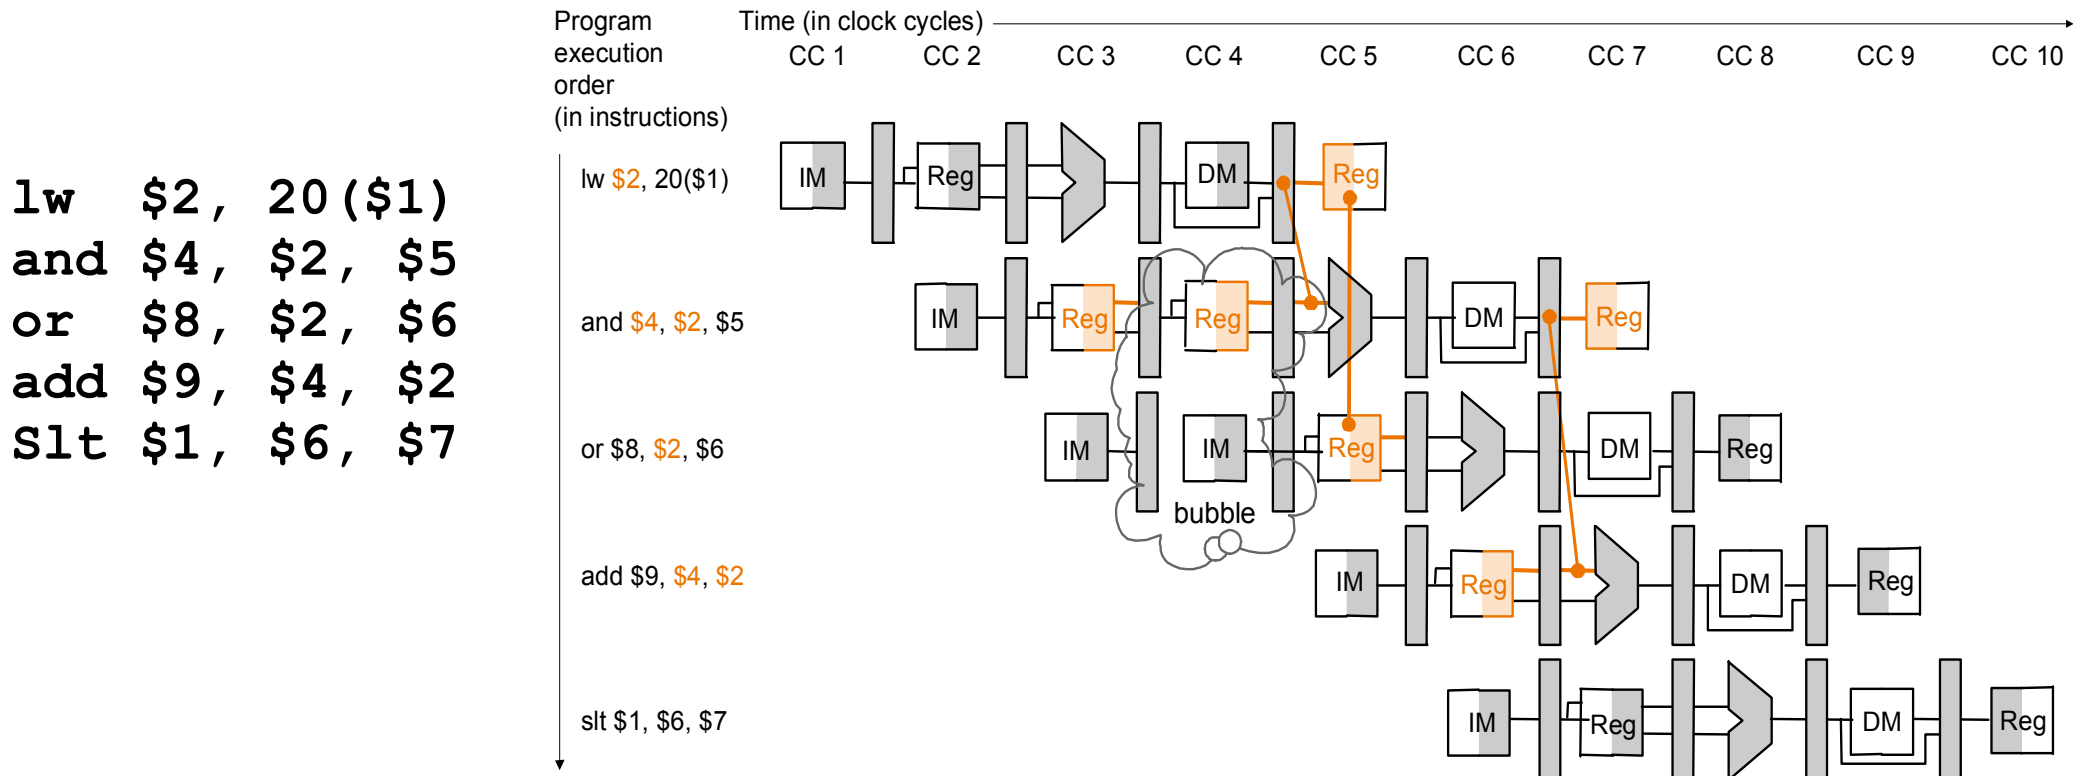 lw $2, 20($1)
and $4, $2, $5
or $8, $2, $6
add $9, $4, $2
Slt $1, $6, $7
Program
execution
order
(in instructions)
Time (in clock cycles)
CC 1 CC 2 CC 3 CC 4 CC 5 CC 6 CC 7 CC 8 CC 9 CC 10
lw $2, 20($1) IM Reg DM Reg
and $4, $2, $5 IM Reg Reg DM Reg
or $8, $2, $6 IM IM Reg DM Reg
bubble
add $9, $4, $2 IM Reg DM Reg
slt $1, $6, $7 IM Reg DM Reg